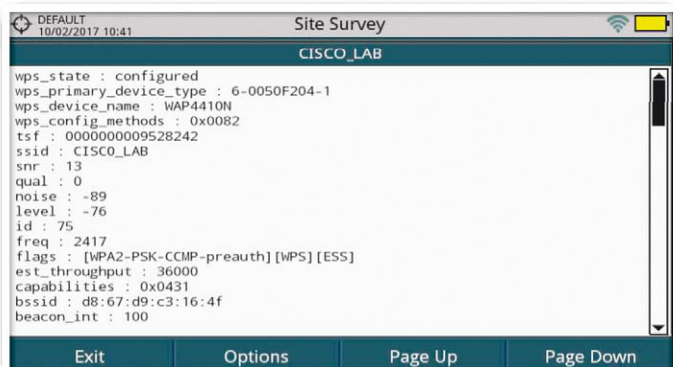 DEFAULT
10/02/2017 10:41
Site Survey
CISCO_LAB
wps_state : configured
wps_primary_device_type : 6-0050F204-1
wps_device_name : WAP4410N
wps_config_methods : 0x0082
tsf : 0000000009528242
ssid : CISCO_LAB
snr : 13
qual : 0
noise : -89
level : -76
id : 75
freq : 2417
flags : [WPA2-PSK-CCMP-preauth][WPS][ESS]
est_throughput : 36000
capabilities : 0x0431
bssid : d8:67:d9:c3:16:4f
beacon_int : 100
Exit
Options
Page Up
Page Down